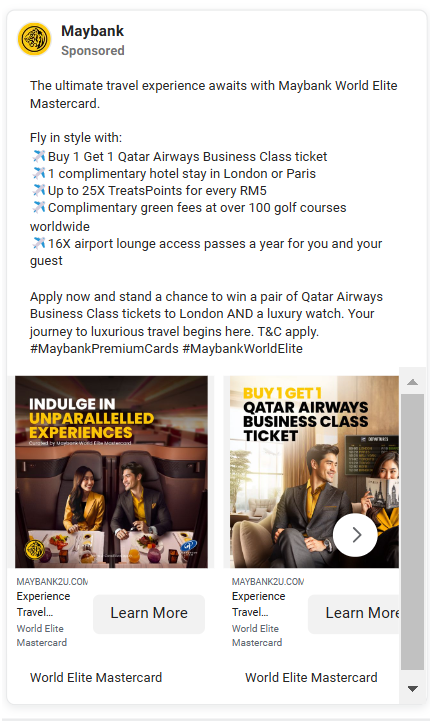 Maybank
Sponsored
The ultimate travel experience awaits with Maybank World Elite
Mastercard.
Fly in style with:
✈️Buy 1 Get 1 Qatar Airways Business Class ticket
✈️1 complimentary hotel stay in London or Paris
✈️Up to 25X TreatsPoints for every RM5
✈️Complimentary green fees at over 100 golf courses
worldwide
✈️16X airport lounge access passes a year for you and your
guest
Apply now and stand a chance to win a pair of Qatar Airways
Business Class tickets to London AND a luxury watch. Your
journey to luxurious travel begins here. T&C apply.
#MaybankPremiumCards #MaybankWorldElite
INDULGE IN
UNPARALLELED
EXPERIENCES
Curated by Maybank World Elite Mastercard
BUY 1 GET 1
QATAR AIRWAYS
BUSINESS CLASS
TICKET
DEPARTURES
MAYBANK2U.COM
Experience
Travel...
World Elite
Mastercard
Learn More
World Elite Mastercard
MAYBANK2U.COM
Experience
Travel...
World Elite
Mastercard
Learn More
World Elite Mastercard